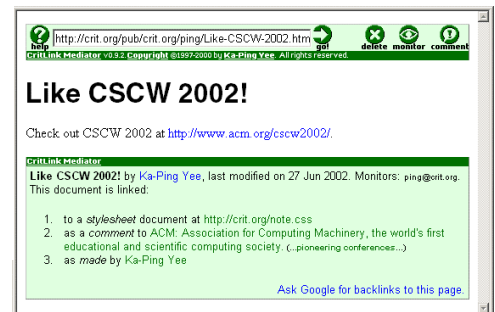 help http://crit.org/pub/crit.org/ping/Like-CSCW-2002.htm go! delete monitor comment
CritLink Mediator v0.9.2. Copyright ©1997-2000 by Ka-Ping Yee. All rights reserved.
Like CSCW 2002!
Check out CSCW 2002 at http://www.acm.org/cscw2002/.
CritLink Mediator
Like CSCW 2002! by Ka-Ping Yee, last modified on 27 Jun 2002. Monitors: ping@crit.org.
This document is linked:
1. to a stylesheet document at http://crit.org/note.css
2. as a comment to ACM: Association for Computing Machinery, the world's first
educational and scientific computing society. (...pioneering conferences...)
3. as made by Ka-Ping Yee
Ask Google for backlinks to this page.